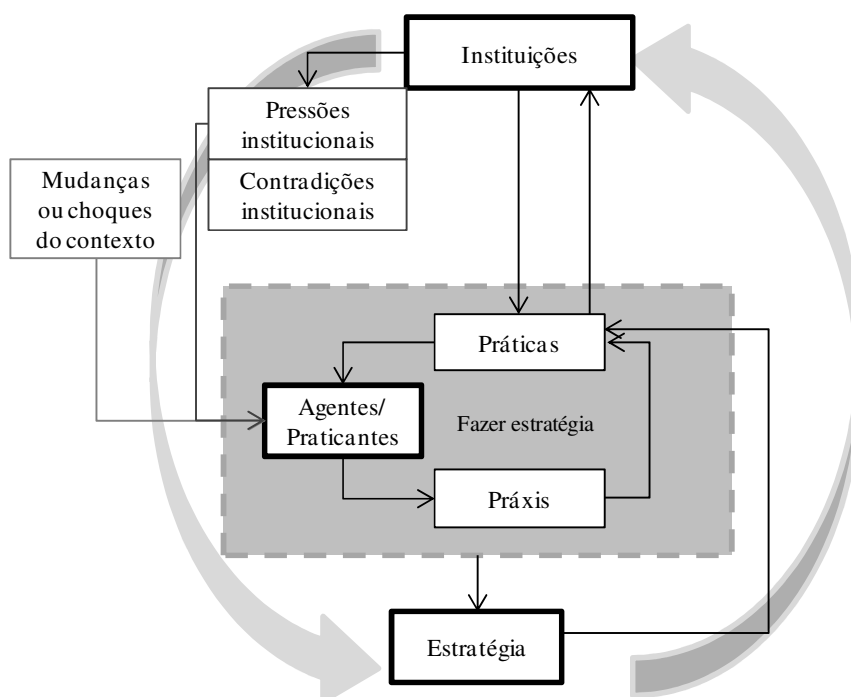 Instituições
Pressões
institucionais
Contradições
institucionais
Mudanças
ou choques
do contexto
Práticas
Agentes/
Praticantes
Fazer estratégia
Práxis
Estratégia